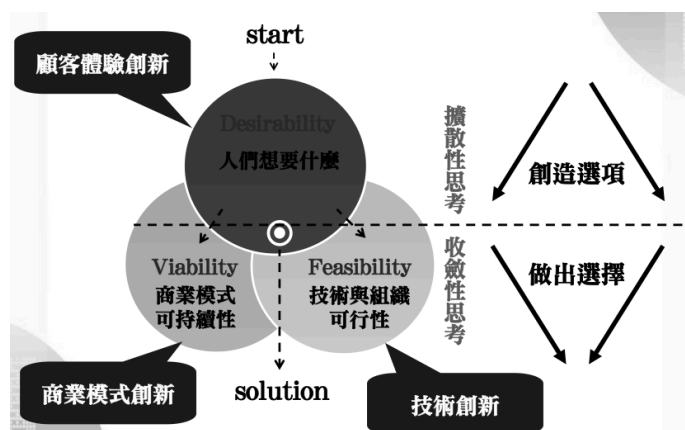 start
顧客體驗創新
Desirability
人們想要什麼
擴散性思考
創造選項
Viability
商業模式
可持續性
Feasibility
技術與組織
可行性
收斂性思考
做出選擇
商業模式創新
solution
技術創新